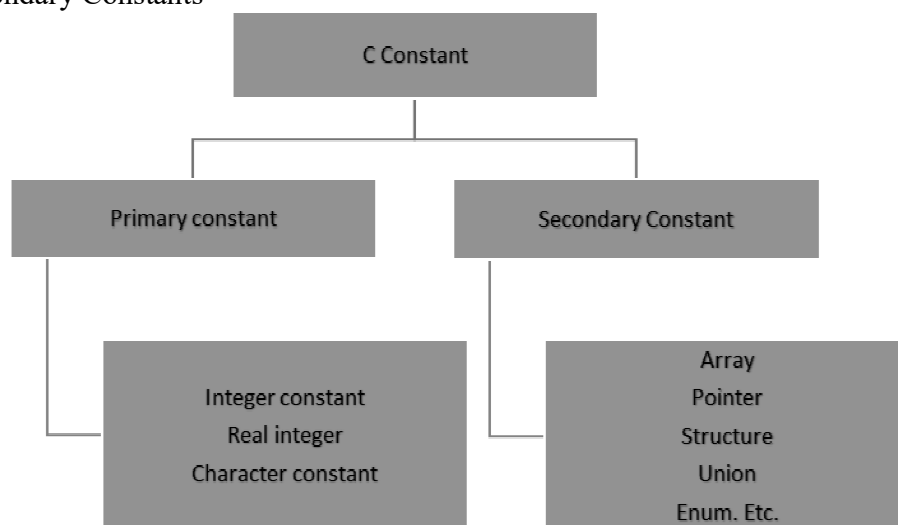 C Constant
Primary constant
Secondary Constant
Integer constant
Real integer
Character constant
Array
Pointer
Structure
Union
Enum. Etc.